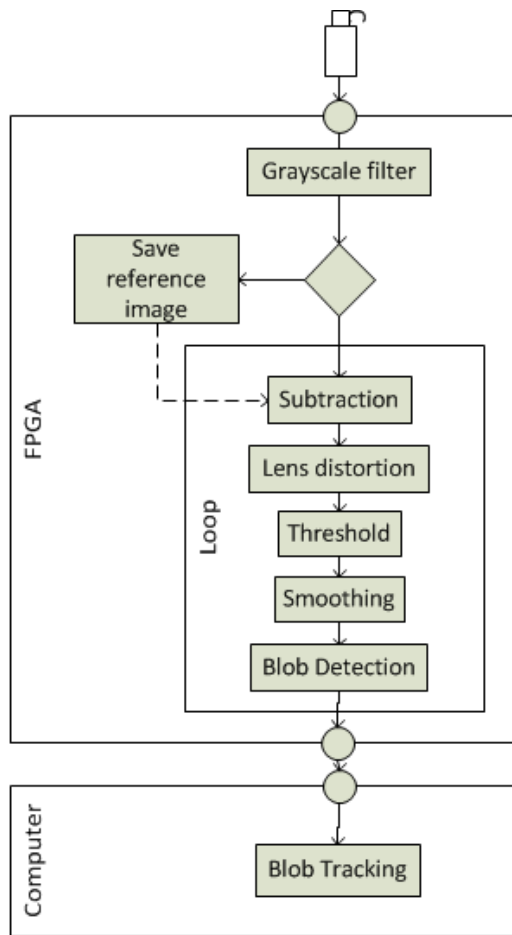 Grayscale filter
Save
reference
image
FPGA
Loop
Subtraction
Lens distortion
Threshold
Smoothing
Blob Detection
Computer
Blob Tracking